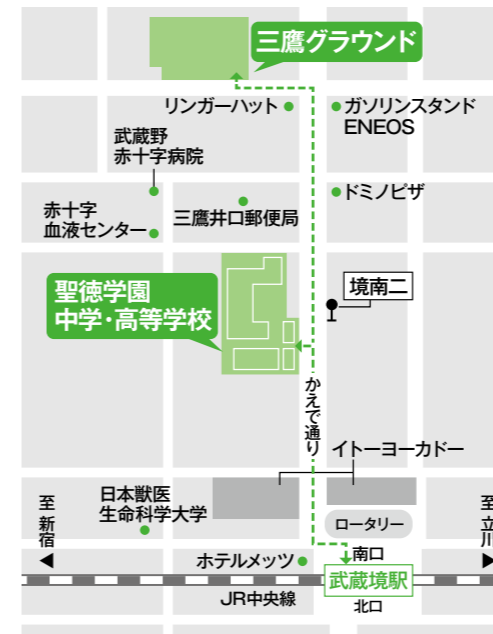 三鷹グラウンド
リンガーハット
ガソリンスタンド
ENEOS
武蔵野
赤十字病院
ドミノピザ
赤十字
血液センター
三鷹井口郵便局
聖徳学園
中学・高等学校
境南二
かえで通り
イトーヨーカドー
日本獣医
生命科学大学
至 新宿
ロータリー
至 立川
ホテルメッツ
南口
武蔵境駅
JR中央線
北口